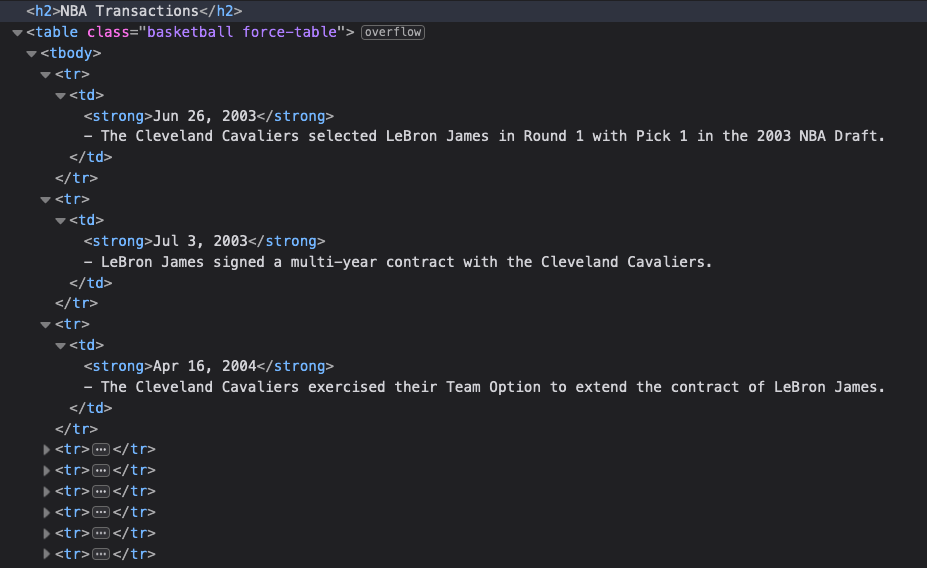 <h2>NBA Transactions</h2>
<table class="basketball force-table"> overflow
<tbody>
<tr>
<td>
<strong>Jun 26, 2003</strong>
– The Cleveland Cavaliers selected LeBron James in Round 1 with Pick 1 in the 2003 NBA Draft.
</td>
</tr>
<tr>
<td>
<strong>Jul 3, 2003</strong>
– LeBron James signed a multi-year contract with the Cleveland Cavaliers.
</td>
</tr>
<tr>
<td>
<strong>Apr 16, 2004</strong>
– The Cleveland Cavaliers exercised their Team Option to extend the contract of LeBron James.
</td>
</tr>
<tr>…</tr>
<tr>…</tr>
<tr>…</tr>
<tr>…</tr>
<tr>…</tr>
<tr>…</tr>